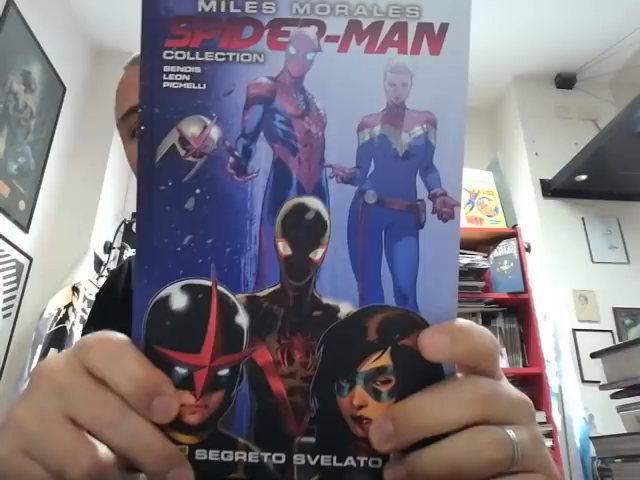 MILES MORALES
SPIDER-MAN
COLLECTION
BENDIS
LEON
PICHELLI
SEGRETO SVELATO